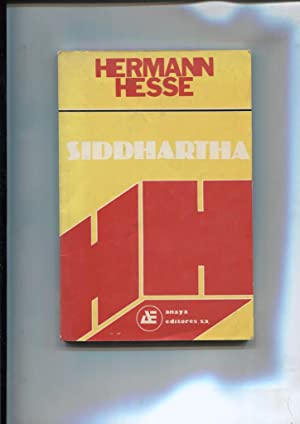 HERMANN
HESSE
SIDDHARTHA
HH
Æ anaya
editores s.a.